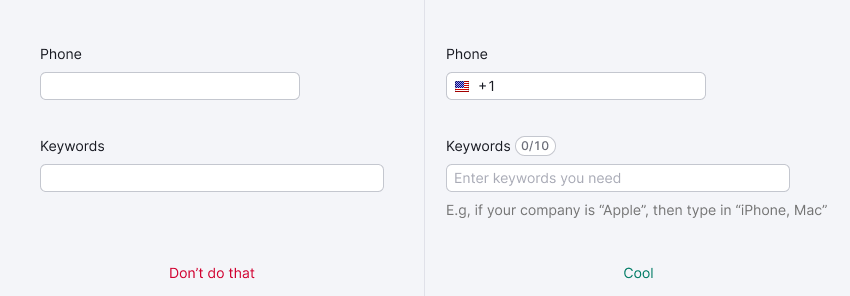 Phone
Keywords
Don’t do that
Phone
+1
Keywords 0/10
Enter keywords you need
E.g, if your company is “Apple”, then type in “iPhone, Mac”
Cool